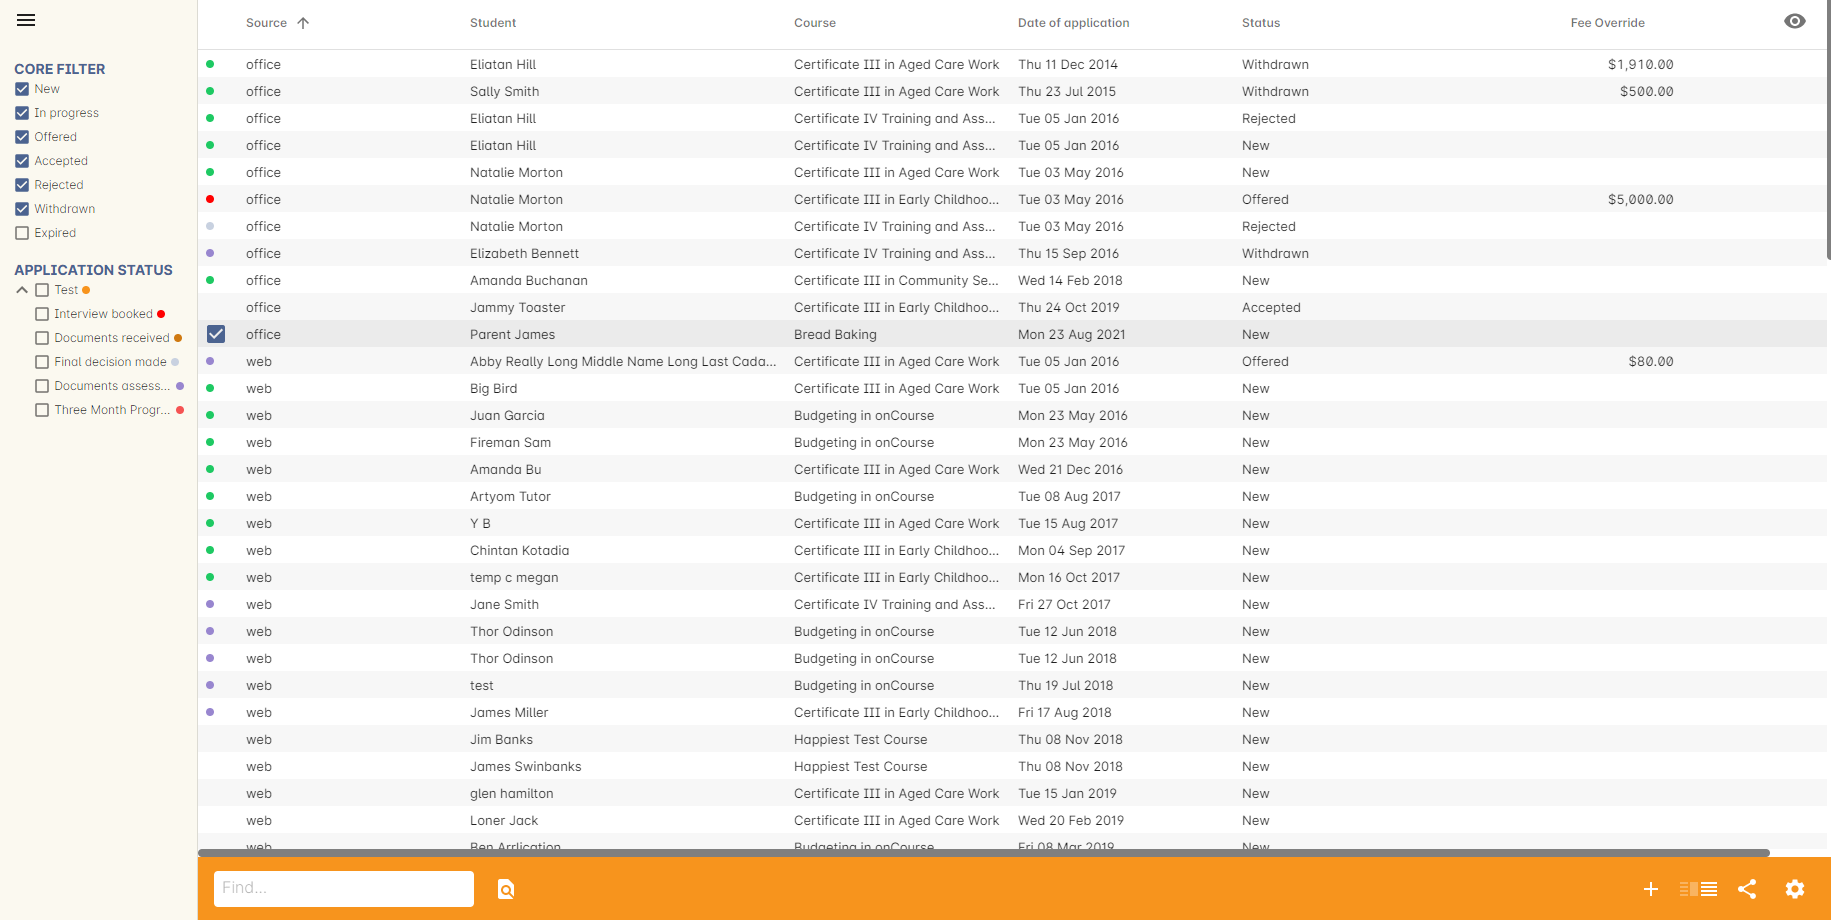 CORE FILTER
New
In progress
Offered
Accepted
Rejected
Withdrawn
Expired
APPLICATION STATUS
Test
Interview booked
Documents received
Final decision made
Documents assess...
Three Month Progr...
Source Student Course Date of application Status Fee Override
office Eliatan Hill Certificate III in Aged Care Work Thu 11 Dec 2014 Withdrawn $1,910.00
office Sally Smith Certificate III in Aged Care Work Thu 23 Jul 2015 Withdrawn $500.00
office Eliatan Hill Certificate IV Training and Ass... Tue 05 Jan 2016 Rejected
office Eliatan Hill Certificate IV Training and Ass... Tue 05 Jan 2016 New
office Natalie Morton Certificate III in Aged Care Work Tue 03 May 2016 New
office Natalie Morton Certificate III in Early Childhoo... Tue 03 May 2016 Offered $5,000.00
office Natalie Morton Certificate IV Training and Ass... Tue 03 May 2016 Rejected
office Elizabeth Bennett Certificate IV Training and Ass... Thu 15 Sep 2016 Withdrawn
office Amanda Buchanan Certificate III in Community Se... Wed 14 Feb 2018 New
office Jammy Toaster Certificate III in Early Childhoo... Thu 24 Oct 2019 Accepted
office Parent James Bread Baking Mon 23 Aug 2021 New
web Abby Really Long Middle Name Long Last Cada... Certificate III in Aged Care Work Tue 05 Jan 2016 Offered $80.00
web Big Bird Certificate III in Aged Care Work Tue 05 Jan 2016 New
web Juan Garcia Budgeting in onCourse Mon 23 May 2016 New
web Fireman Sam Budgeting in onCourse Mon 23 May 2016 New
web Amanda Bu Certificate III in Aged Care Work Wed 21 Dec 2016 New
web Artyom Tutor Budgeting in onCourse Tue 08 Aug 2017 New
web Y B Certificate III in Aged Care Work Tue 15 Aug 2017 New
web Chintan Kotadia Certificate III in Early Childhoo... Mon 04 Sep 2017 New
web temp c megan Certificate III in Early Childhoo... Mon 16 Oct 2017 New
web Jane Smith Certificate IV Training and Ass... Fri 27 Oct 2017 New
web Thor Odinson Budgeting in onCourse Tue 12 Jun 2018 New
web Thor Odinson Budgeting in onCourse Tue 12 Jun 2018 New
web test Budgeting in onCourse Thu 19 Jul 2018 New
web James Miller Certificate III in Early Childhoo... Fri 17 Aug 2018 New
web Jim Banks Happiest Test Course Thu 08 Nov 2018 New
web James Swinbanks Happiest Test Course Thu 08 Nov 2018 New
web glen hamilton Certificate III in Aged Care Work Tue 15 Jan 2019 New
web Loner Jack Certificate III in Aged Care Work Wed 20 Feb 2019 New
web Ben Budgeting in onCourse Fri 08 Mar 2019 New
Find...